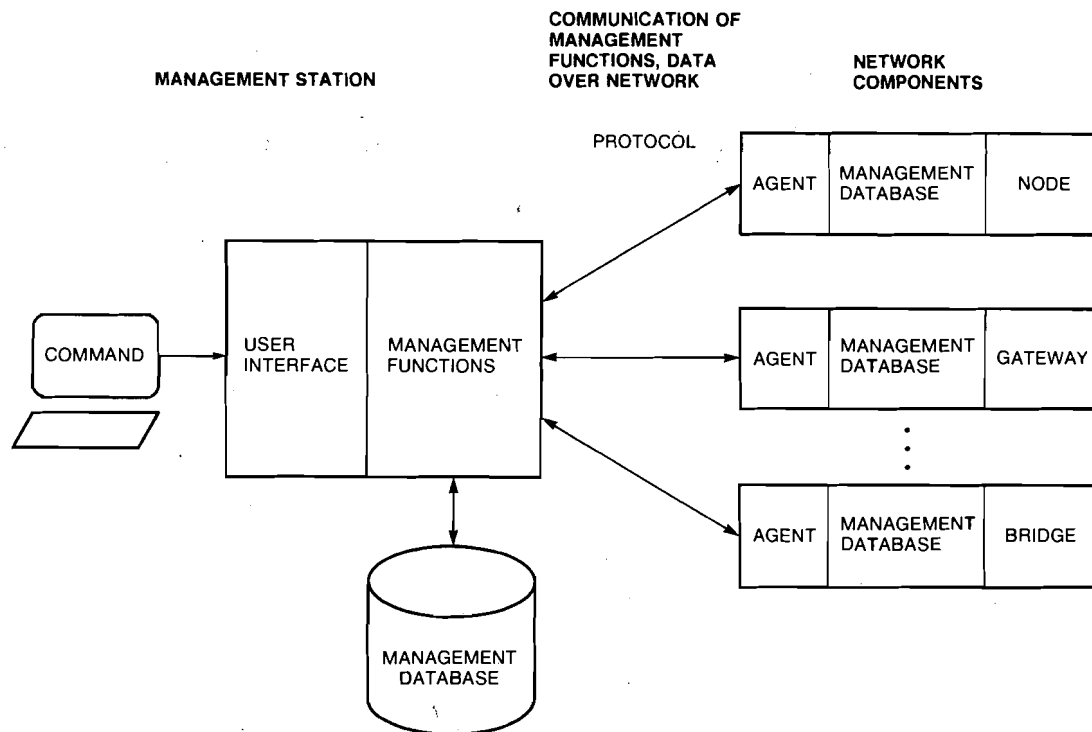 COMMUNICATION OF
MANAGEMENT
FUNCTIONS, DATA
OVER NETWORK
MANAGEMENT STATION
NETWORK
COMPONENTS
PROTOCOL
AGENT
MANAGEMENT
DATABASE
NODE
COMMAND
USER
INTERFACE
MANAGEMENT
FUNCTIONS
AGENT
MANAGEMENT
DATABASE
GATEWAY
AGENT
MANAGEMENT
DATABASE
BRIDGE
MANAGEMENT
DATABASE